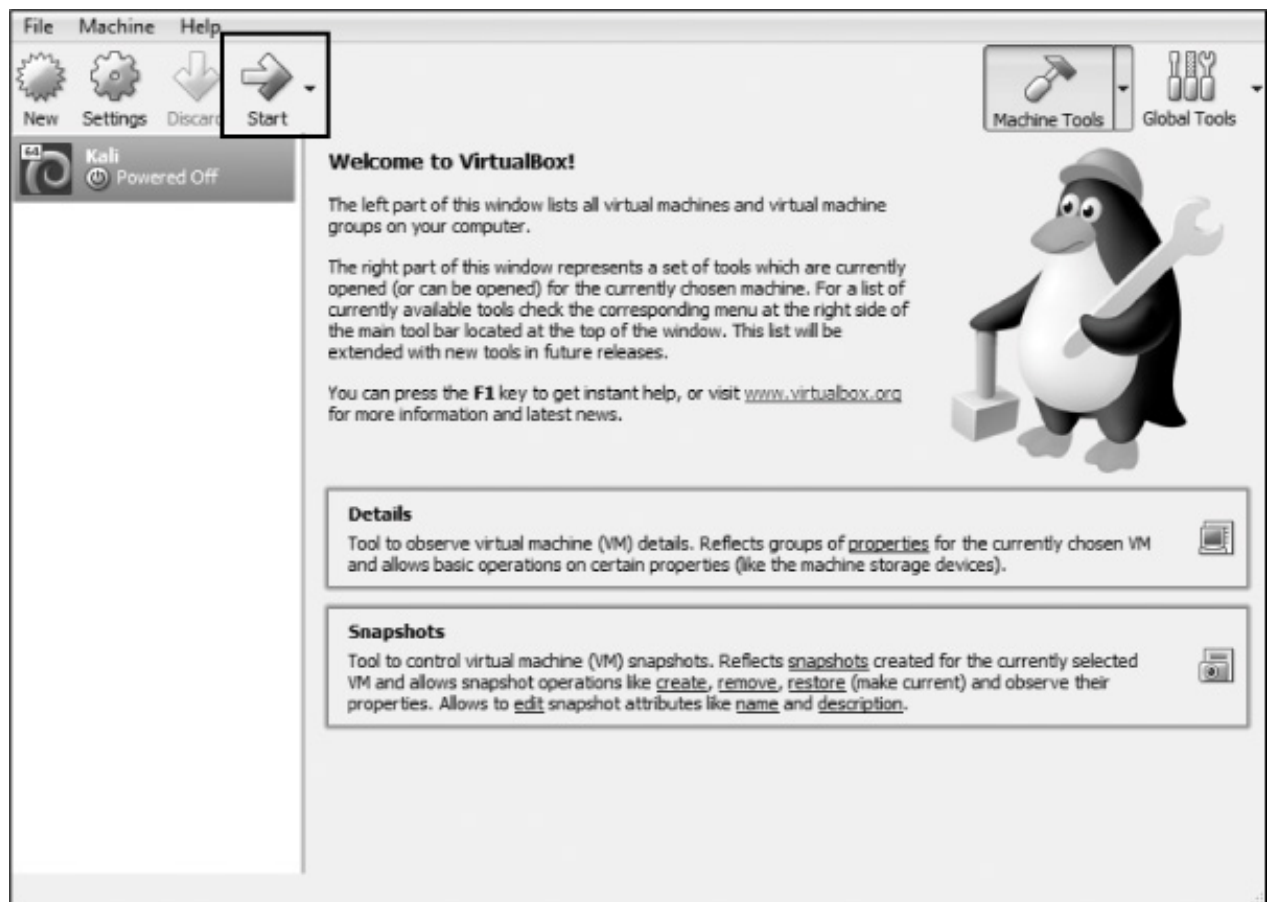 File Machine Help
New Settings Discard Start
Machine Tools Global Tools
64
Kali
Powered Off
Welcome to VirtualBox!
The left part of this window lists all virtual machines and virtual machine
groups on your computer.
The right part of this window represents a set of tools which are currently
opened (or can be opened) for the currently chosen machine. For a list of
currently available tools check the corresponding menu at the right side of
the main tool bar located at the top of the window. This list will be
extended with new tools in future releases.
You can press the F1 key to get instant help, or visit www.virtualbox.org
for more information and latest news.
Details
Tool to observe virtual machine (VM) details. Reflects groups of properties for the currently chosen VM
and allows basic operations on certain properties (like the machine storage devices).
Snapshots
Tool to control virtual machine (VM) snapshots. Reflects snapshots created for the currently selected
VM and allows snapshot operations like create, remove, restore (make current) and observe their
properties. Allows to edit snapshot attributes like name and description.